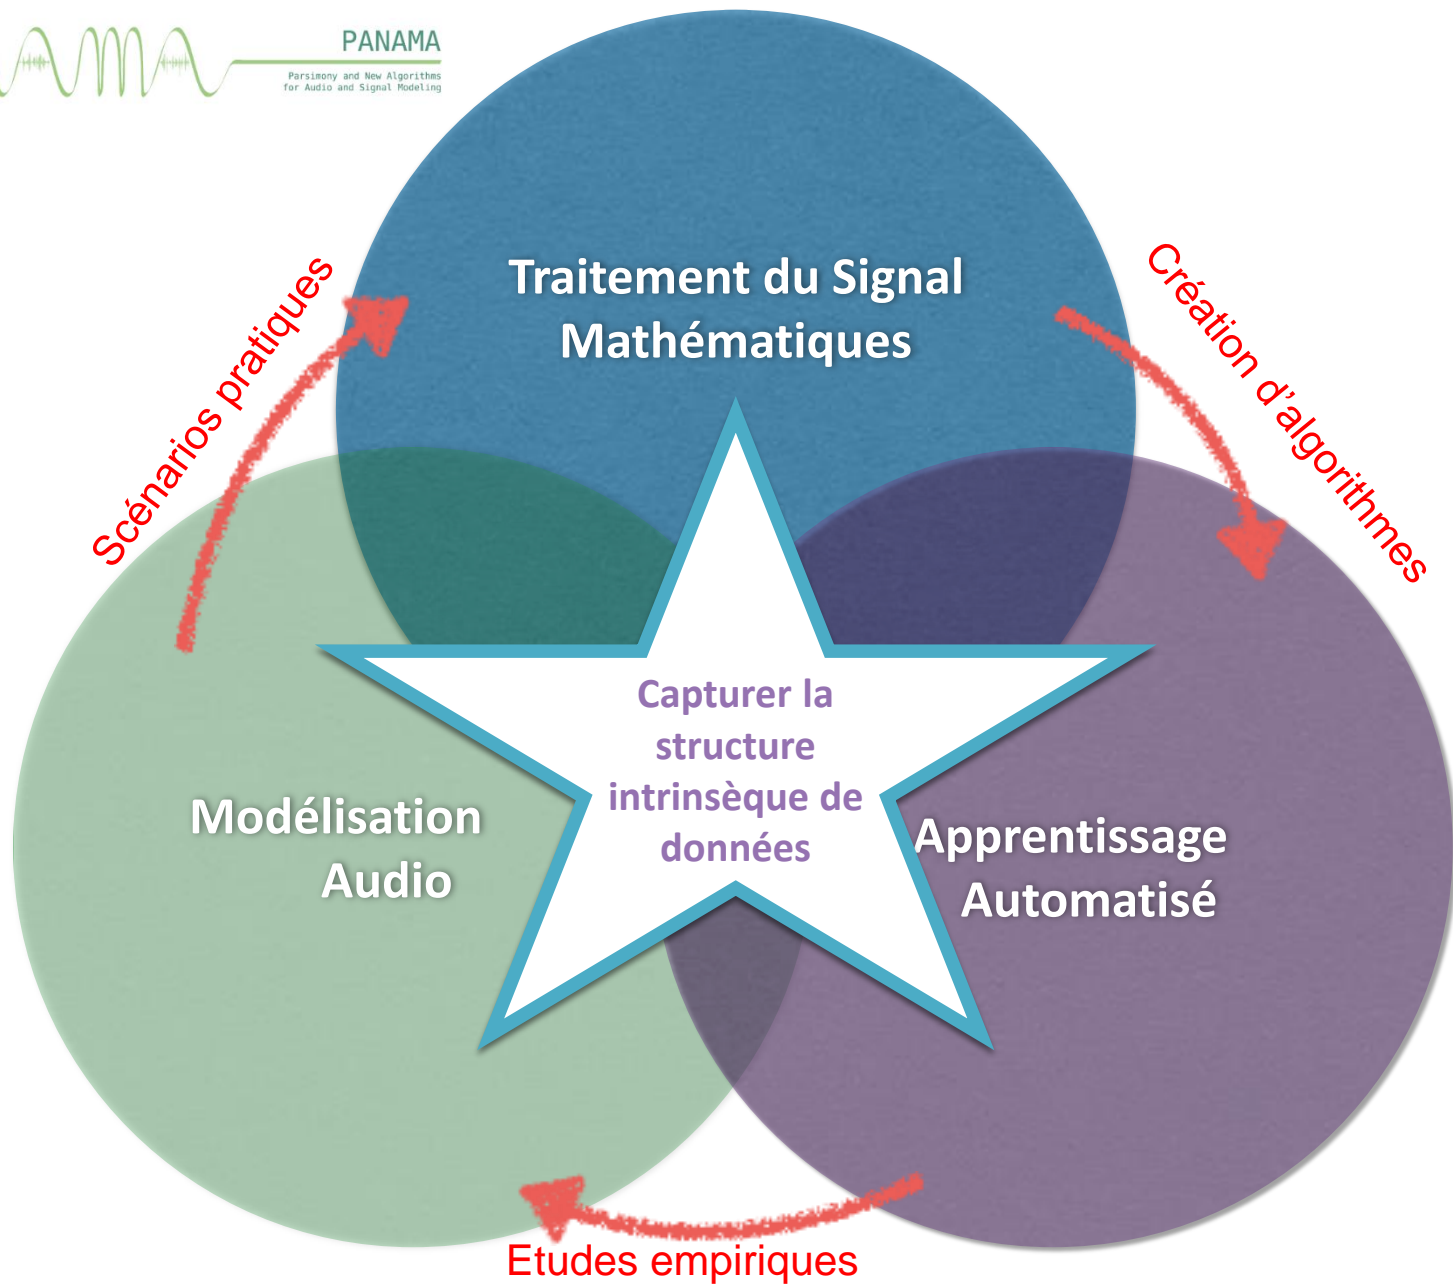 AMA
PANAMA
Parsimony and New Algorithms
for Audio and Signal Modeling
Traitement du Signal
Mathématiques
Scénarios pratiques
Création d’algorithmes
Capturer la
structure
intrinsèque de
données
Modélisation
Audio
Apprentissage
Automatisé
Etudes empiriques